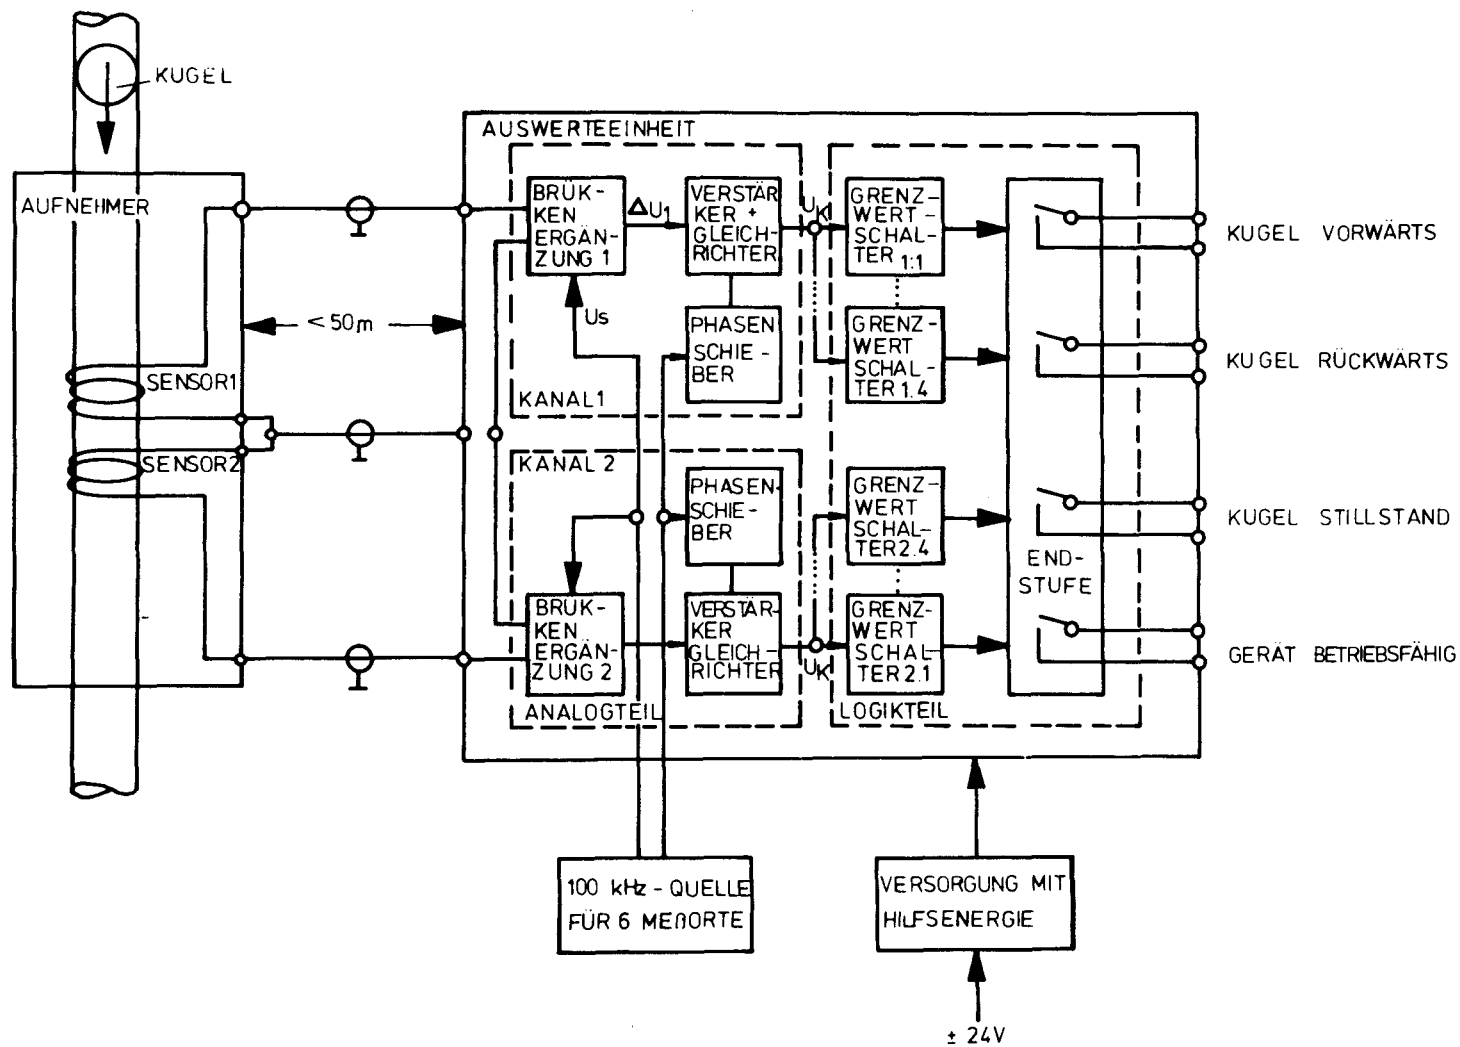 KUGEL
AUFNEHMER
SENSOR1
SENSOR2
< 50m
AUSWERTEEINHEIT
BRÜK-
KEN
ERGÄN-
ZUNG 1
ΔU1
VERSTÄR
KER +
GLEICH-
RICHTER
UK
GRENZ-
WERT-
SCHAL-
TER 1:1
Us
PHASEN
SCHIE-
BER
GRENZ-
WERT
SCHAL-
TER 1.4
KANAL1
KANAL 2
PHASEN-
SCHIE-
BER
GRENZ-
WERT
SCHAL-
TER2.4
BRÜK-
KEN
ERGÄN-
ZUNG 2
VERSTÄR-
KER
GLEICH-
RICHTER
UK
GRENZ-
WERT
SCHAL-
TER 2.1
ANALOGTEIL
LOGIKTEIL
END-
STUFE
KUGEL VORWÄRTS
KUGEL RÜCKWÄRTS
KUGEL STILLSTAND
GERÄT BETRIEBSFÄHIG
100 kHz - QUELLE
FÜR 6 MEßORTE
VERSORGUNG MIT
HILFSENERGIE
± 24V